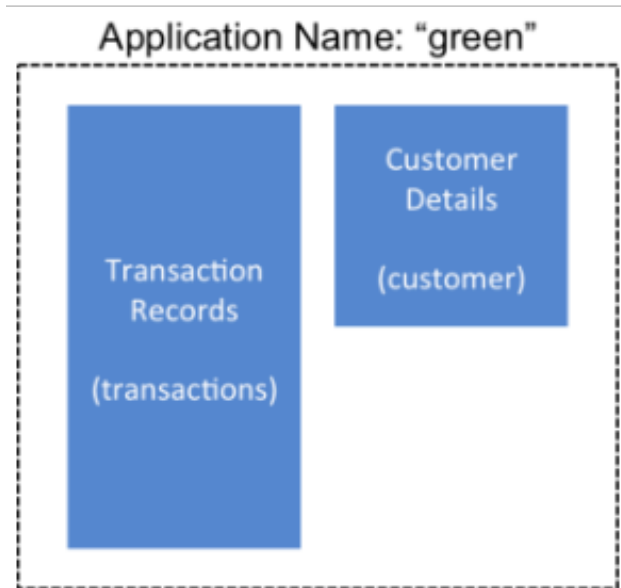 Application Name: “green”
Transaction
Records
(transactions)
Customer
Details
(customer)